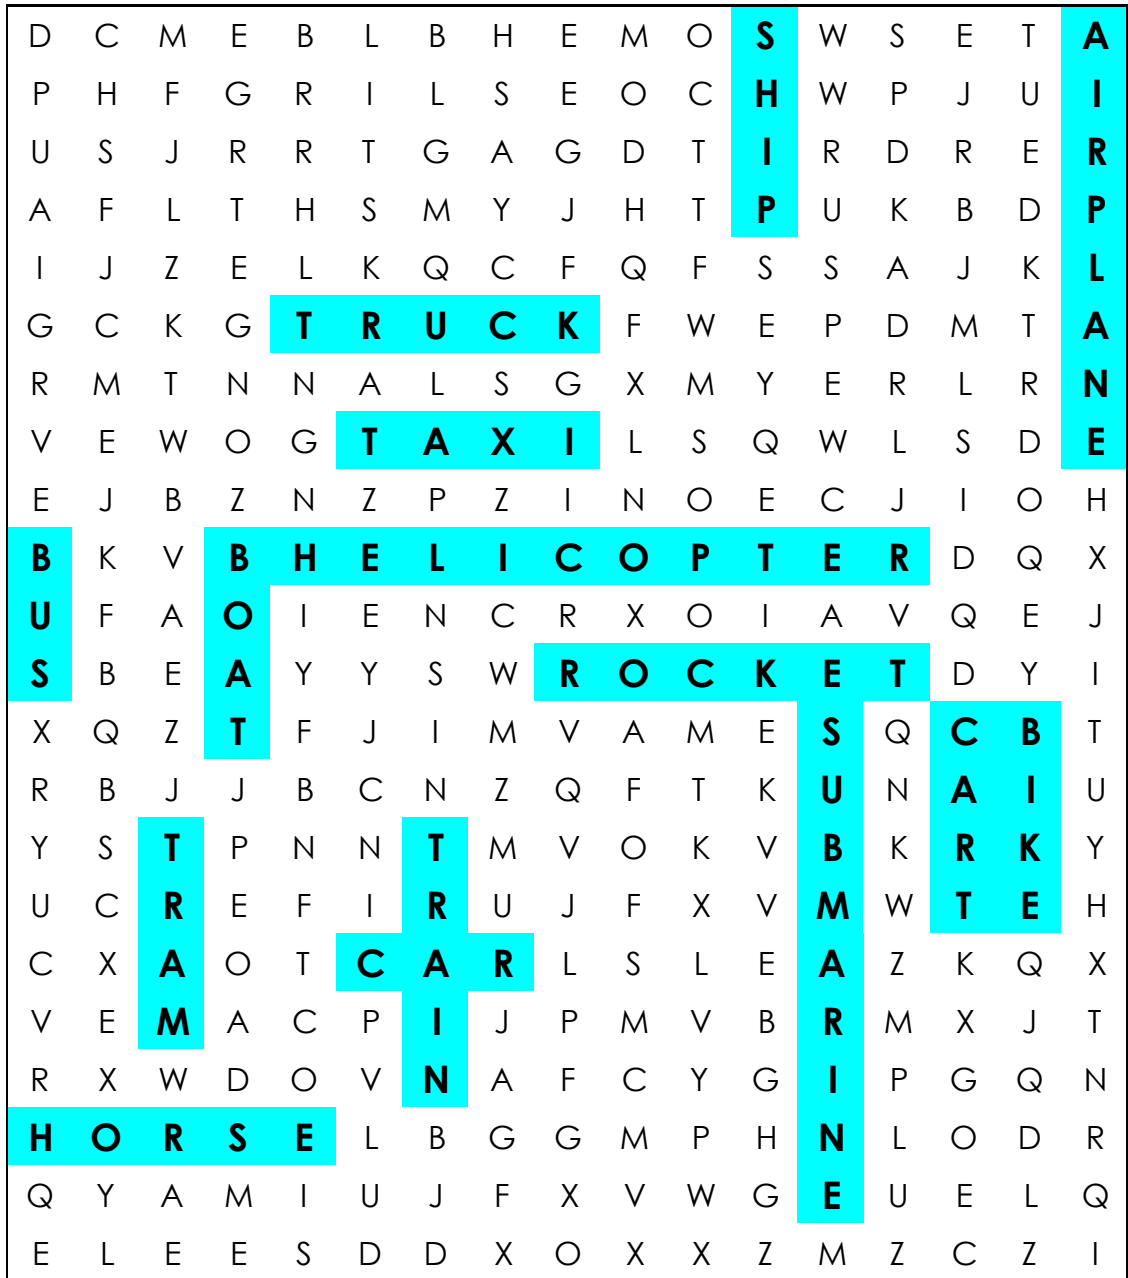 D C M E B L B H E M O S W S E T A
P H F G R I L S E O C H W P J U I
U S J R R T G A G D T I R D R E R
A F L T H S M Y J H T P U K B D P
I J Z E L K Q C F Q F S S A J K L
G C K G T R U C K F W E P D M T A
R M T N N A L S G X M Y E R L R N
V E W O G T A X I L S Q W L S D E
E J B Z N Z P Z I N O E C J I O H
B K V B H E L I C O P T E R D Q X
U F A O I E N C R X O I A V Q E J
S B E A Y Y S W R O C K E T D Y I
X Q Z T F J I M V A M E S Q C B T
R B J J B C N Z Q F T K U N A I U
Y S T P N N T M V O K V B K R K Y
U C R E F I R U J F X V M W T E H
C X A O T C A R L S L E A Z K Q X
V E M A C P I J P M V B R M X J T
R X W D O V N A F C Y G I P G Q N
H O R S E L B G G M P H N L O D R
Q Y A M I U J F X V W G E U E L Q
E L E E S D D X O X X Z M Z C Z I